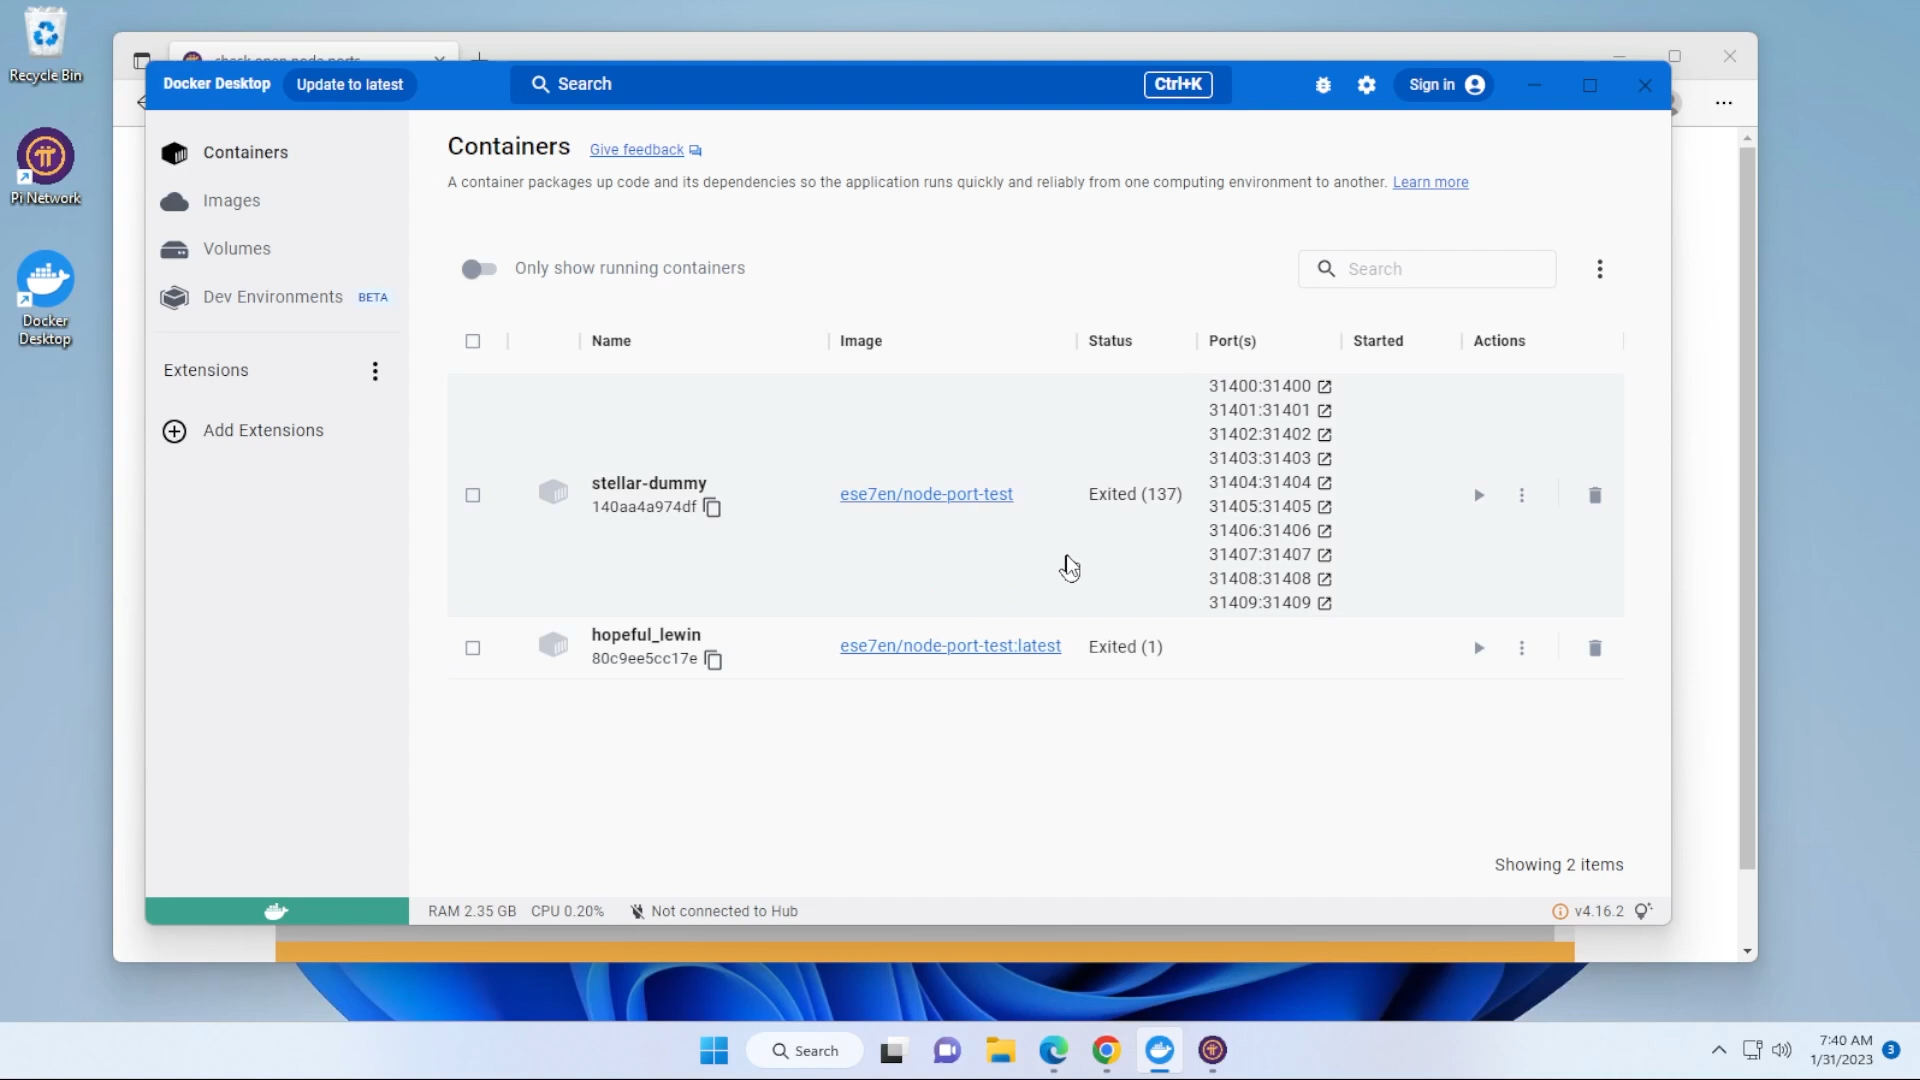 Recycle Bin
Pi Network
Docker
Desktop
check open node ports
Docker Desktop
Update to latest
Search
Ctrl+K
Sign in
Containers
Images
Volumes
Dev Environments BETA
Extensions
Add Extensions
Containers Give feedback
A container packages up code and its dependencies so the application runs quickly and reliably from one computing environment to another. Learn more
Only show running containers
Search
Name Image Status Port(s) Started Actions
stellar-dummy
140aa4a974df
ese7en/node-port-test
Exited (137)
31400:31400
31401:31401
31402:31402
31403:31403
31404:31404
31405:31405
31406:31406
31407:31407
31408:31408
31409:31409
hopeful_lewin
80c9ee5cc17e
ese7en/node-port-test:latest
Exited (1)
Showing 2 items
RAM 2.35 GB CPU 0.20% Not connected to Hub
v4.16.2
Search
7:40 AM
1/31/2023
3